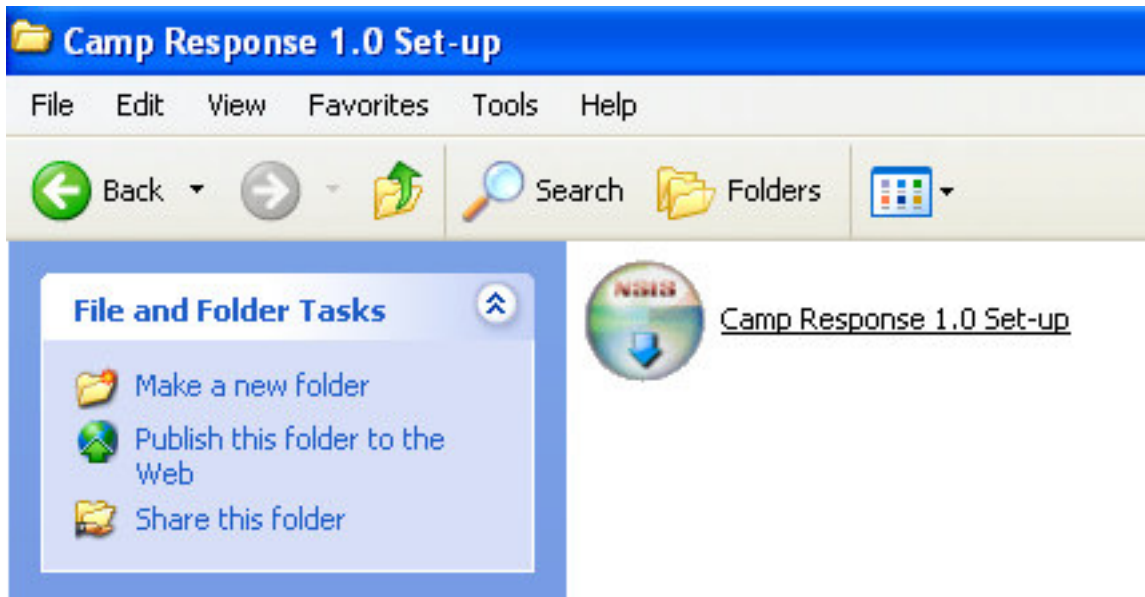 Camp Response 1.0 Set-up
File Edit View Favorites Tools Help
Back Search Folders
File and Folder Tasks
Make a new folder
Publish this folder to the
Web
Share this folder
NSIS
Camp Response 1.0 Set-up